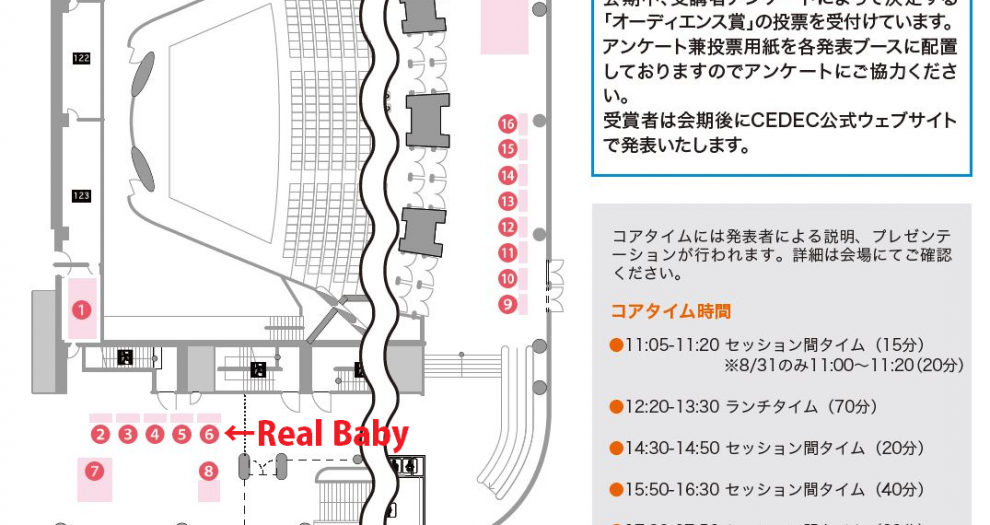 会期中、受講者アンケートによって決定する
「オーディエンス賞」の投票を受付けています。
アンケート兼投票用紙を各発表ブースに配置
しておりますのでアンケートにご協力くださ
い。
受賞者は会期後にCEDEC公式ウェブサイト
で発表いたします。
コアタイムには発表者による説明、プレゼンテ
ーションが行われます。詳細は会場にてご確認
ください。
コアタイム時間
●11:05-11:20 セッション間タイム（15分）
※8/31のみ11:00〜11:20（20分）
●12:20-13:30 ランチタイム（70分）
●14:30-14:50 セッション間タイム（20分）
●15:50-16:30 セッション間タイム（40分）
122
123
16
15
14
13
12
11
10
9
1
2 3 4 5 6 ←Real Baby
7 8